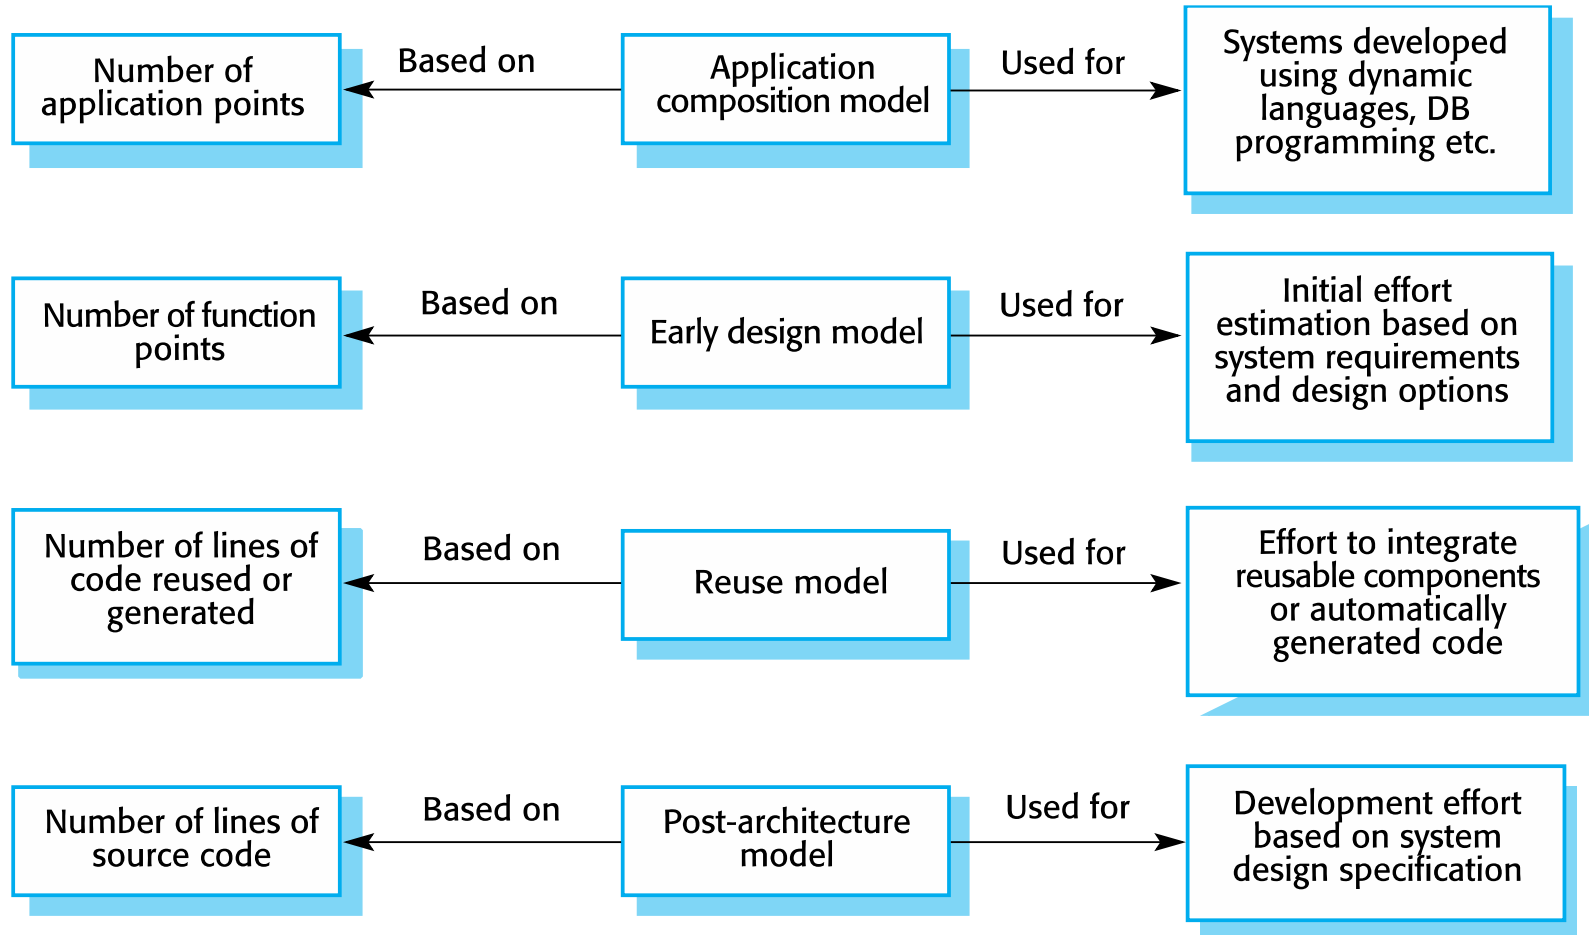 Number of
application points
Based on
Application
composition model
Used for
Systems developed
using dynamic
languages, DB
programming etc.
Number of function
points
Based on
Early design model
Used for
Initial effort
estimation based on
system requirements
and design options
Number of lines of
code reused or
generated
Based on
Reuse model
Used for
Effort to integrate
reusable components
or automatically
generated code
Number of lines of
source code
Based on
Post-architecture
model
Used for
Development effort
based on system
design specification